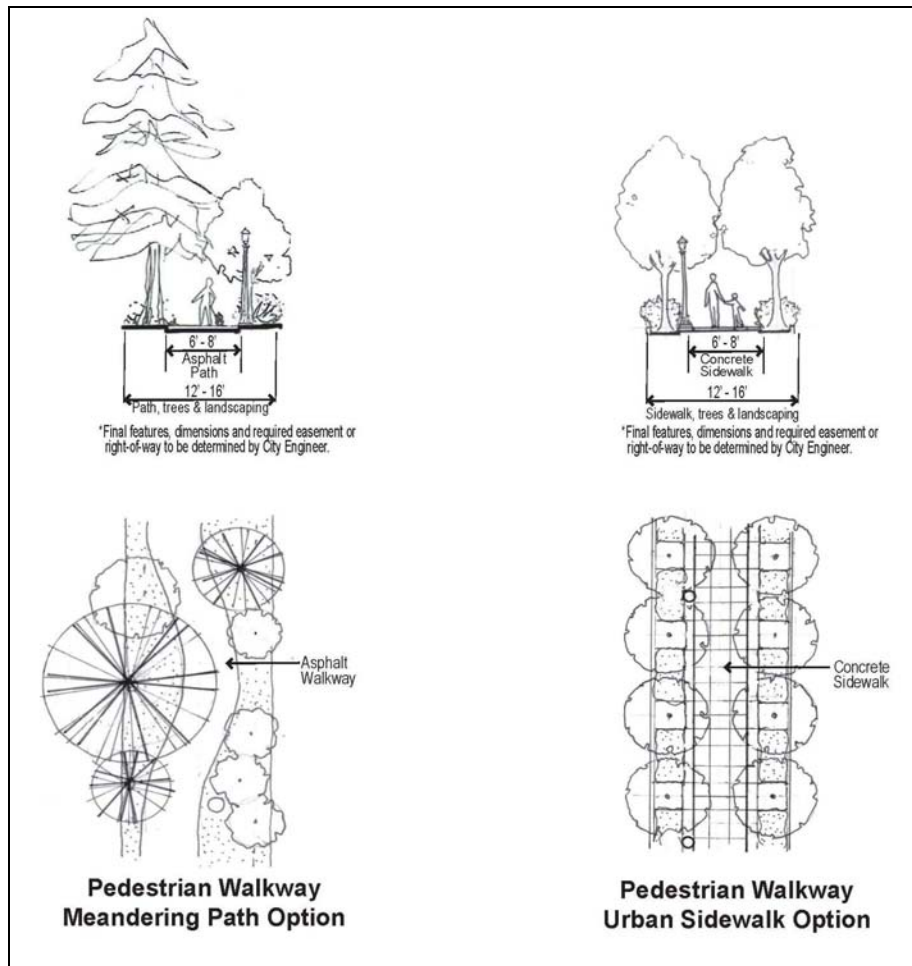 6' - 8'
Asphalt
Path
12' - 16'
Path, trees & landscaping
*Final features, dimensions and required easement or
right-of-way to be determined by City Engineer.
6' - 8'
Concrete
Sidewalk
12' - 16'
Sidewalk, trees & landscaping
*Final features, dimensions and required easement or
right-of-way to be determined by City Engineer.
Asphalt
Walkway
Concrete
Sidewalk
Pedestrian Walkway
Meandering Path Option
Pedestrian Walkway
Urban Sidewalk Option